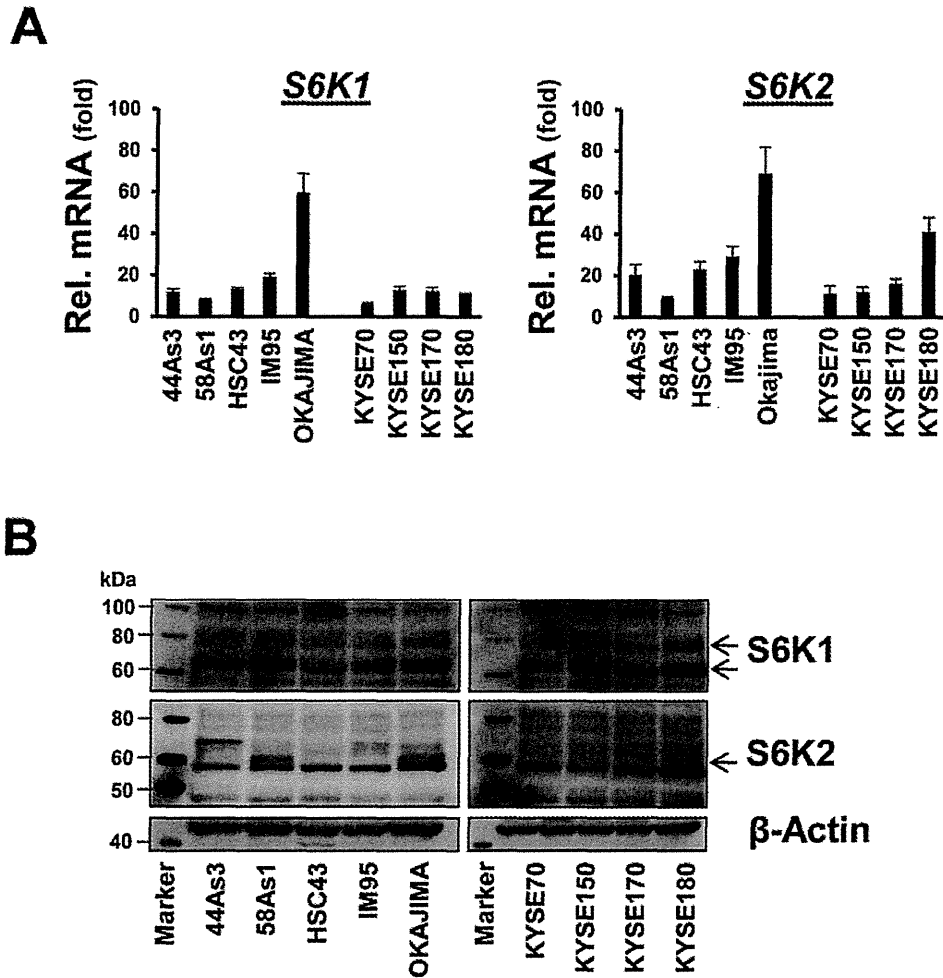 A
S6K1
Rel. mRNA (fold)
100
80
60
40
20
0
44As3
58As1
HSC43
IM95
OKAJIMA
KYSE70
KYSE150
KYSE170
KYSE180
S6K2
Rel. mRNA (fold)
100
80
60
40
20
0
44As3
58As1
HSC43
IM95
Okajima
KYSE70
KYSE150
KYSE170
KYSE180
B
kDa
100
80
60
S6K1
80
60
50
S6K2
40
β-Actin
Marker
44As3
58As1
HSC43
IM95
OKAJIMA
Marker
KYSE70
KYSE150
KYSE170
KYSE180